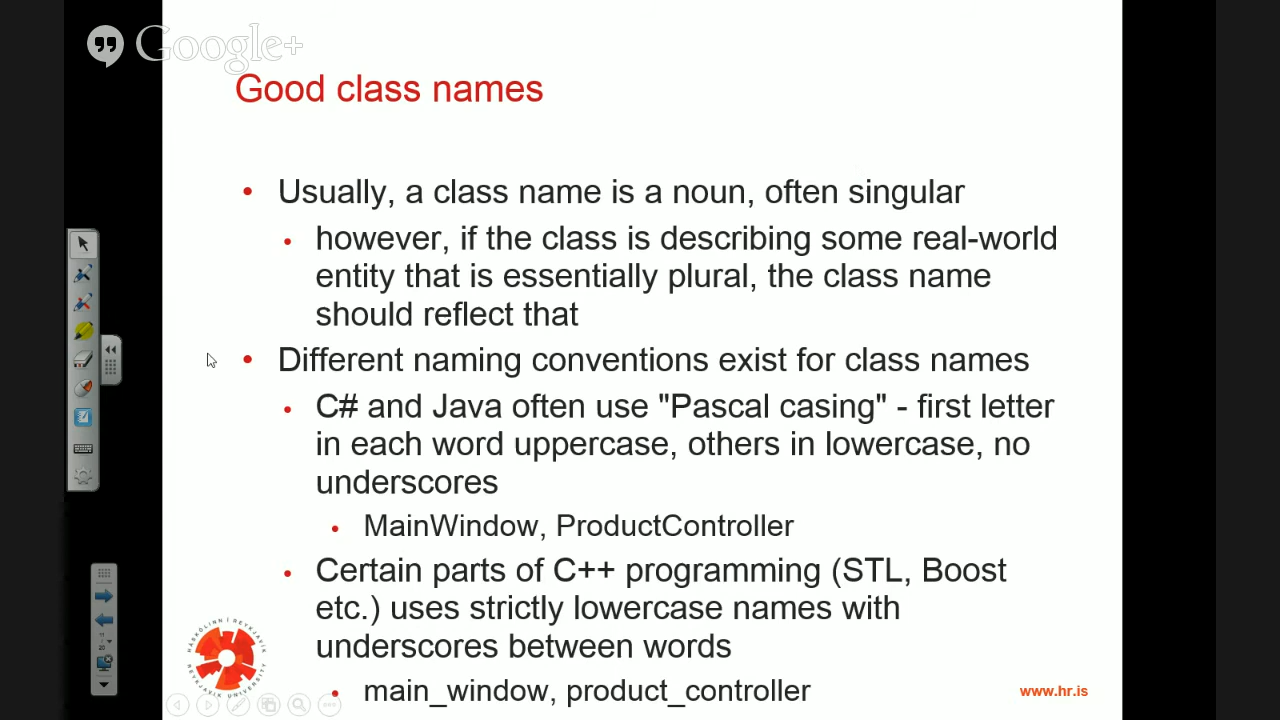 Google+
Good class names
• Usually, a class name is a noun, often singular
• however, if the class is describing some real-world
entity that is essentially plural, the class name
should reflect that
• Different naming conventions exist for class names
• C# and Java often use "Pascal casing" - first letter
in each word uppercase, others in lowercase, no
underscores
• MainWindow, ProductController
• Certain parts of C++ programming (STL, Boost
etc.) uses strictly lowercase names with
underscores between words
• main_window, product_controller
HÁSKÓLINN Í REYKJAVÍK
REYKJAVIK UNIVERSITY
www.hr.is